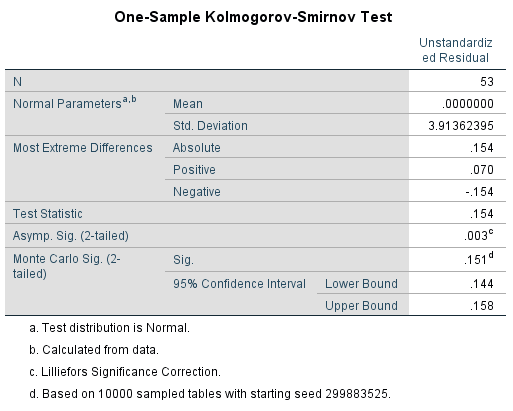 One-Sample Kolmogorov-Smirnov Test
Unstandardiz
ed Residual
N 53
Normal Parametersa,b Mean .0000000
Std. Deviation 3.91362395
Most Extreme Differences Absolute .154
Positive .070
Negative -.154
Test Statistic .154
Asymp. Sig. (2-tailed) .003c
Monte Carlo Sig. (2-
tailed) Sig. .151d
95% Confidence Interval Lower Bound .144
Upper Bound .158
a. Test distribution is Normal.
b. Calculated from data.
c. Lilliefors Significance Correction.
d. Based on 10000 sampled tables with starting seed 299883525.